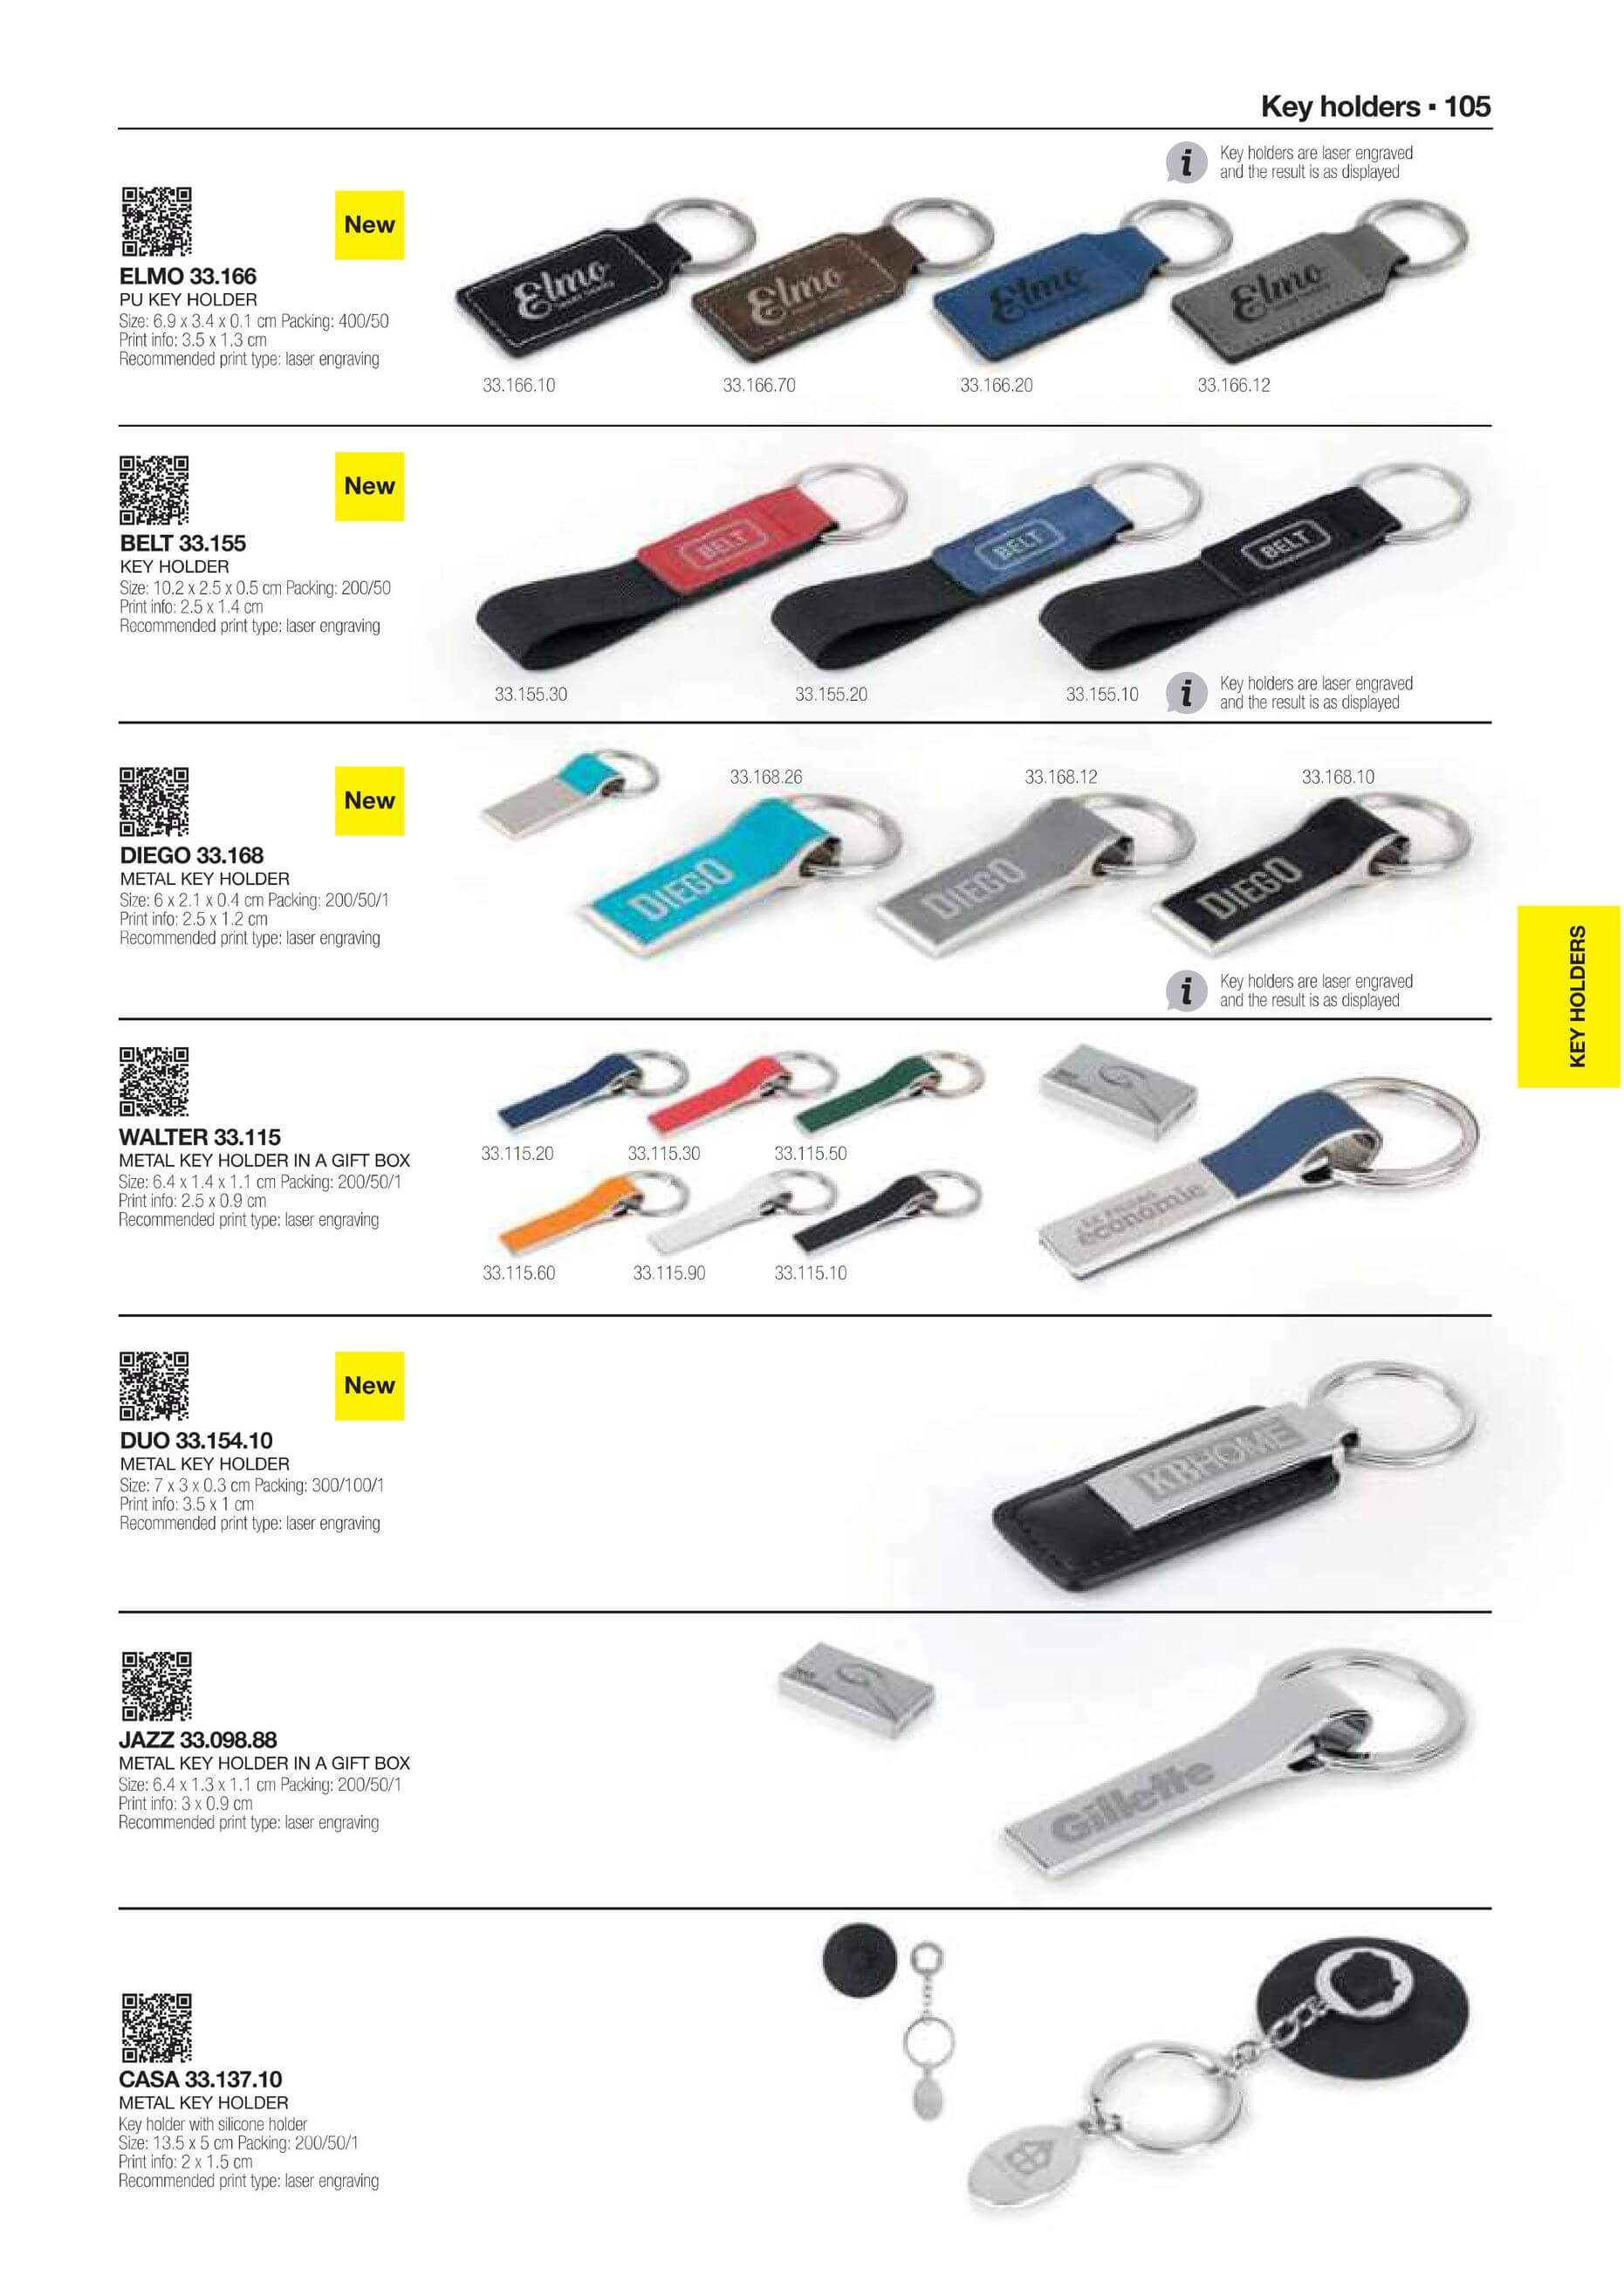 Key holders ▪ 105
Key holders are laser engraved
and the result is as displayed
New
ELMO 33.166
PU KEY HOLDER
Size: 6.9 x 3.4 x 0.1 cm Packing: 400/50
Print info: 3.5 x 1.3 cm
Recommended print type: laser engraving
Elmo
Elmo
Elmo
Elmo
33.166.10
33.166.70
33.166.20
33.166.12
New
BELT 33.155
KEY HOLDER
Size: 10.2 x 2.5 x 0.5 cm Packing: 200/50
Print info: 2.5 x 1.4 cm
Recommended print type: laser engraving
BELT
BELT
BELT
33.155.30
33.155.20
33.155.10
Key holders are laser engraved
and the result is as displayed
New
DIEGO 33.168
METAL KEY HOLDER
Size: 6 x 2.1 x 0.4 cm Packing: 200/50/1
Print info: 2.5 x 1.2 cm
Recommended print type: laser engraving
33.168.26
33.168.12
33.168.10
DIEGO
DIEGO
DIEGO
Key holders are laser engraved
and the result is as displayed
KEY HOLDERS
WALTER 33.115
METAL KEY HOLDER IN A GIFT BOX
Size: 6.4 x 1.4 x 1.1 cm Packing: 200/50/1
Print info: 2.5 x 0.9 cm
Recommended print type: laser engraving
33.115.20
33.115.30
33.115.50
33.115.60
33.115.90
33.115.10
économie
New
DUO 33.154.10
METAL KEY HOLDER
Size: 7 x 3 x 0.3 cm Packing: 300/100/1
Print info: 3.5 x 1 cm
Recommended print type: laser engraving
KBHOME
JAZZ 33.098.88
METAL KEY HOLDER IN A GIFT BOX
Size: 6.4 x 1.3 x 1.1 cm Packing: 200/50/1
Print info: 3 x 0.9 cm
Recommended print type: laser engraving
Gillette
CASA 33.137.10
METAL KEY HOLDER
Key holder with silicone holder
Size: 13.5 x 5 cm Packing: 200/50/1
Print info: 2 x 1.5 cm
Recommended print type: laser engraving